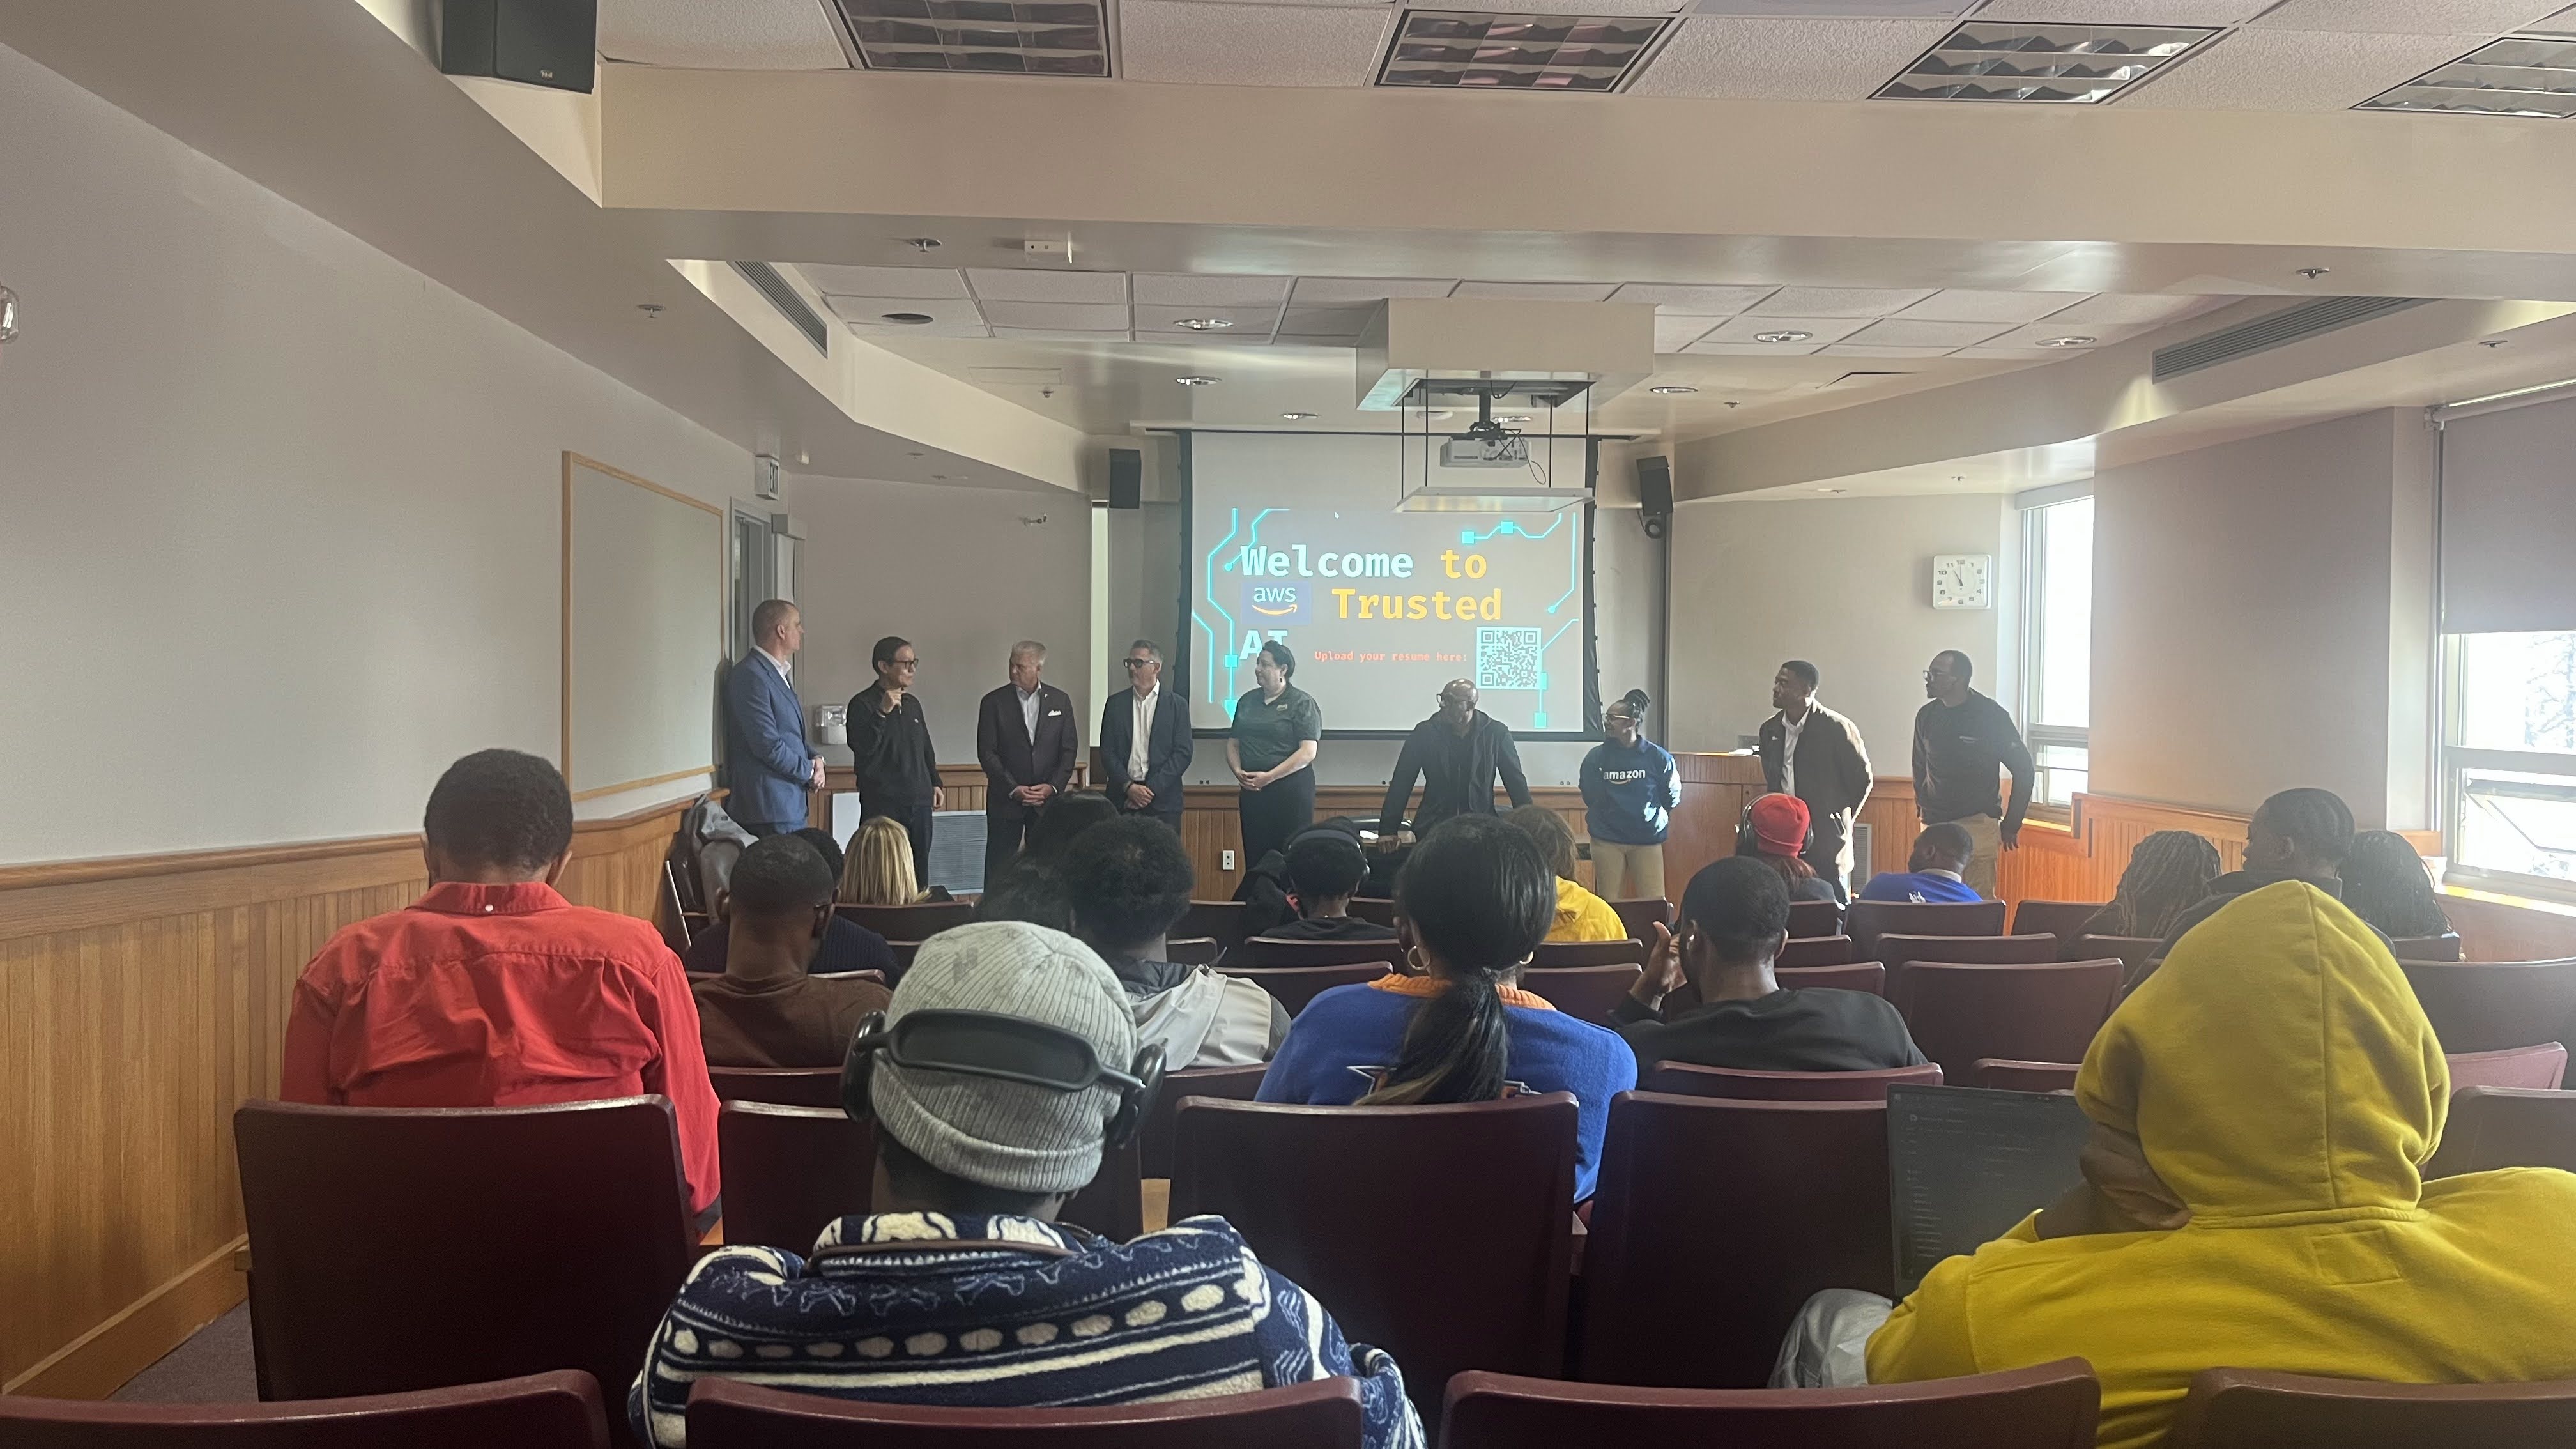 Welcome to
aws Trusted
AI
Upload your resume here:
amazon